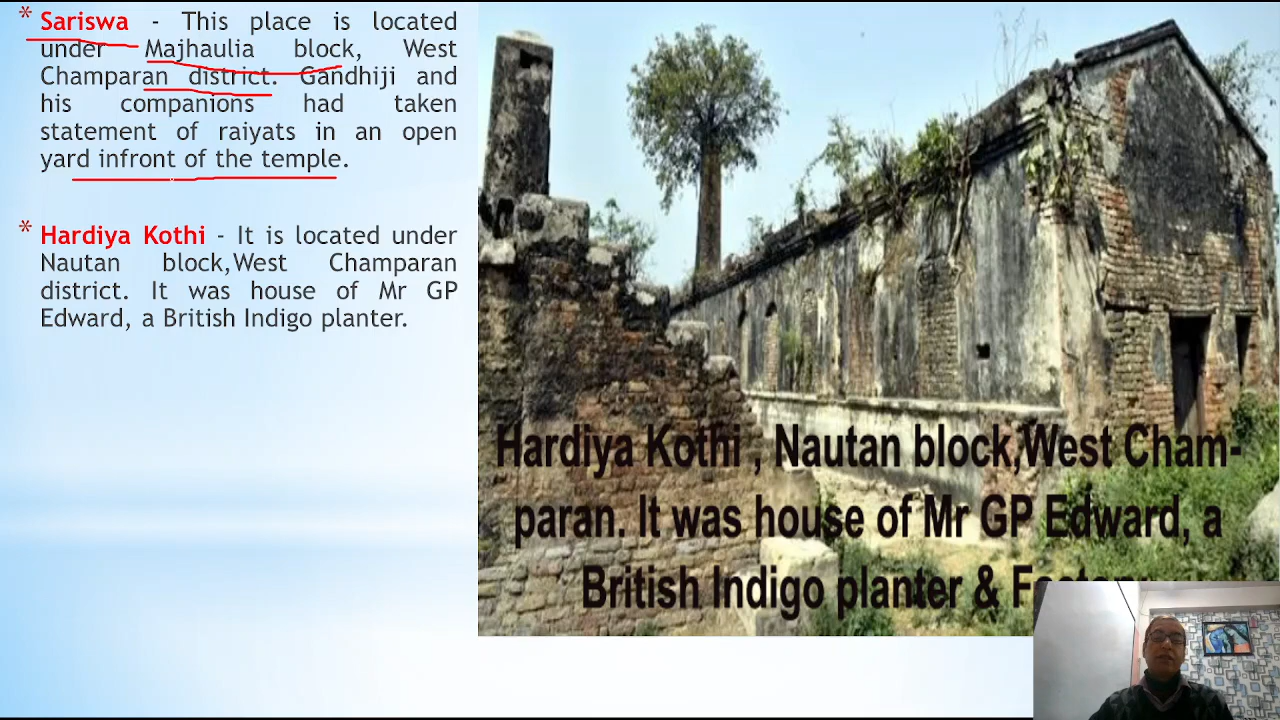 * Sariswa - This place is located
under Majhaulia block, West
Champaran district. Gandhiji and
his companions had taken
statement of raiyats in an open
yard infront of the temple.
* Hardiya Kothi - It is located under
Nautan block,West Champaran
district. It was house of Mr GP
Edward, a British Indigo planter.
Hardiya Kothi , Nautan block,West Cham-
paran. It was house of Mr GP Edward, a
British Indigo planter &